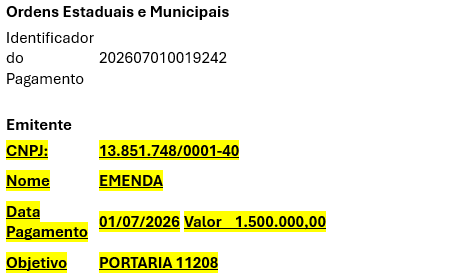 Ordens Estaduais e Municipais
Identificador
do 202607010019242
Pagamento
Emitente
CNPJ: 13.851.748/0001-40
Nome EMENDA
Data
Pagamento 01/07/2026 Valor 1.500.000,00
Objetivo PORTARIA 11208